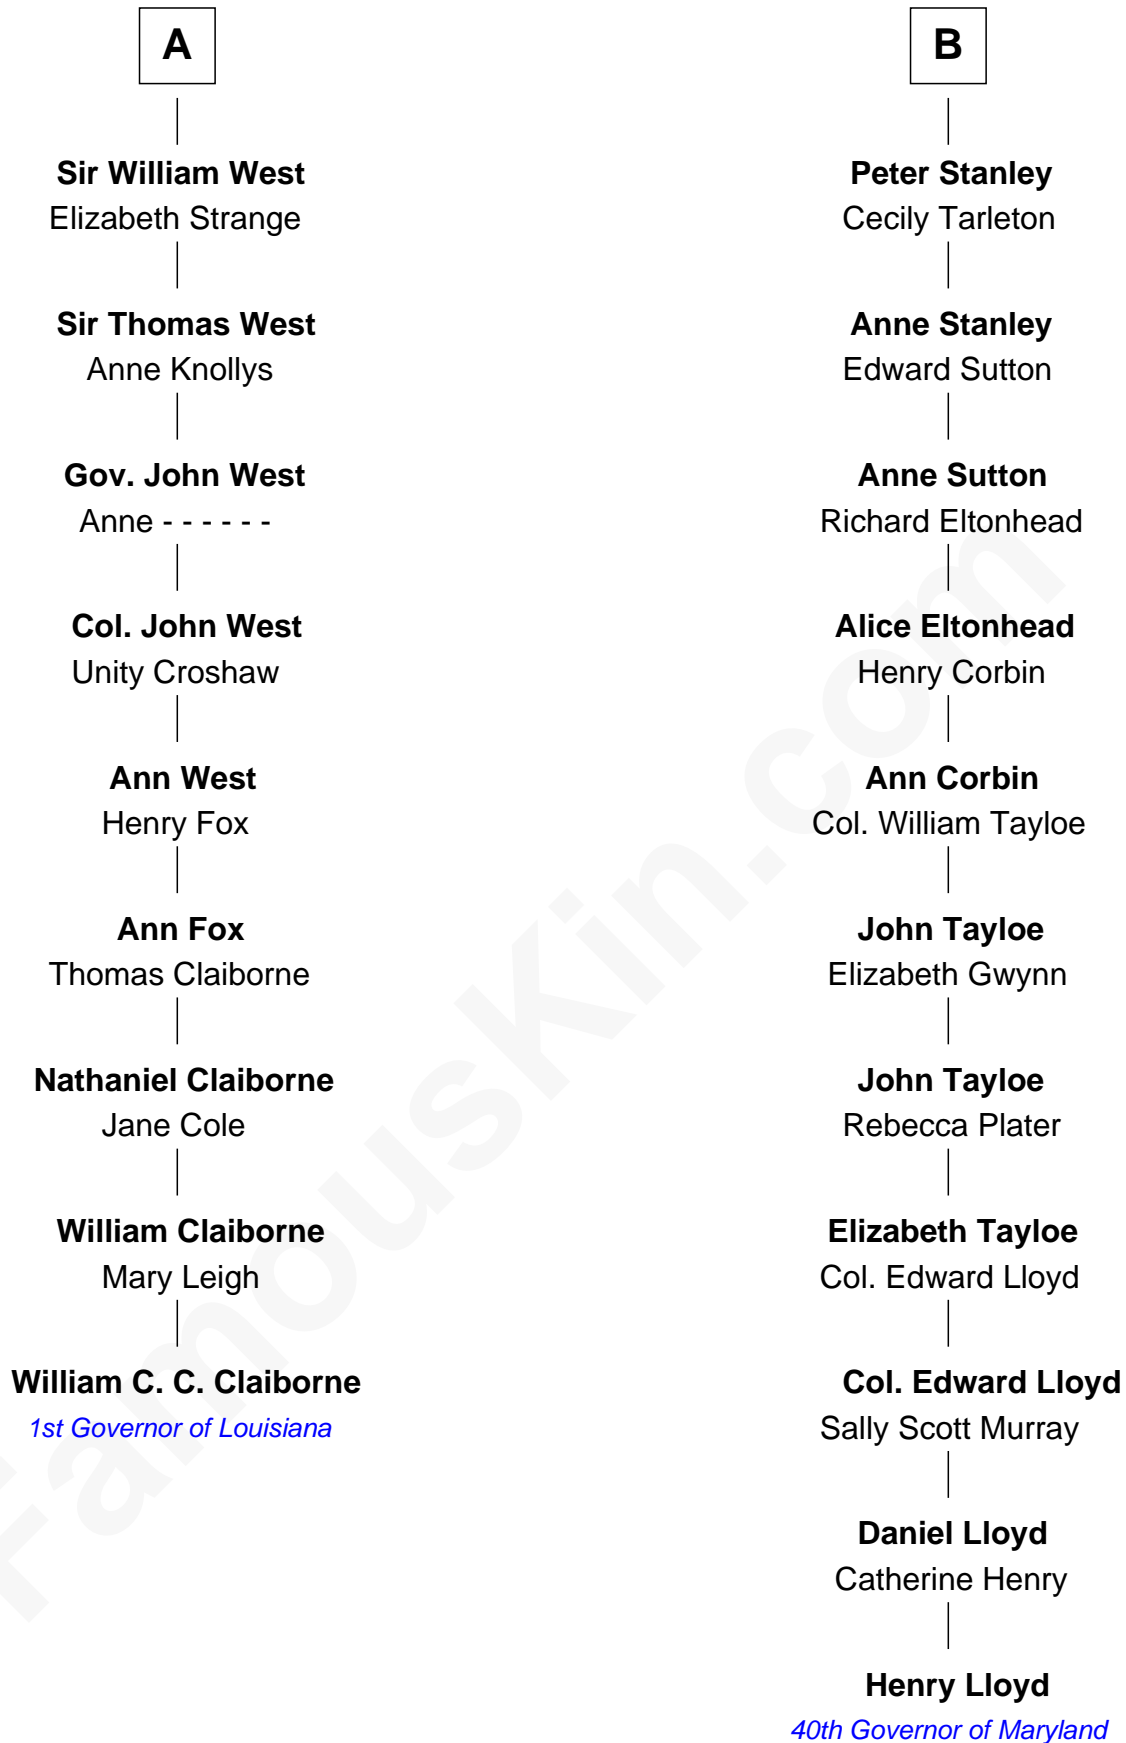 A
Sir William West
Elizabeth Strange
Sir Thomas West
Anne Knollys
Gov. John West
Anne - - - - - -
Col. John West
Unity Croshaw
Ann West
Henry Fox
Ann Fox
Thomas Claiborne
Nathaniel Claiborne
Jane Cole
William Claiborne
Mary Leigh
William C. C. Claiborne
1st Governor of Louisiana
B
Peter Stanley
Cecily Tarleton
Anne Stanley
Edward Sutton
Anne Sutton
Richard Eltonhead
Alice Eltonhead
Henry Corbin
Ann Corbin
Col. William Tayloe
John Tayloe
Elizabeth Gwynn
John Tayloe
Rebecca Plater
Elizabeth Tayloe
Col. Edward Lloyd
Col. Edward Lloyd
Sally Scott Murray
Daniel Lloyd
Catherine Henry
Henry Lloyd
40th Governor of Maryland
FamousKin.com